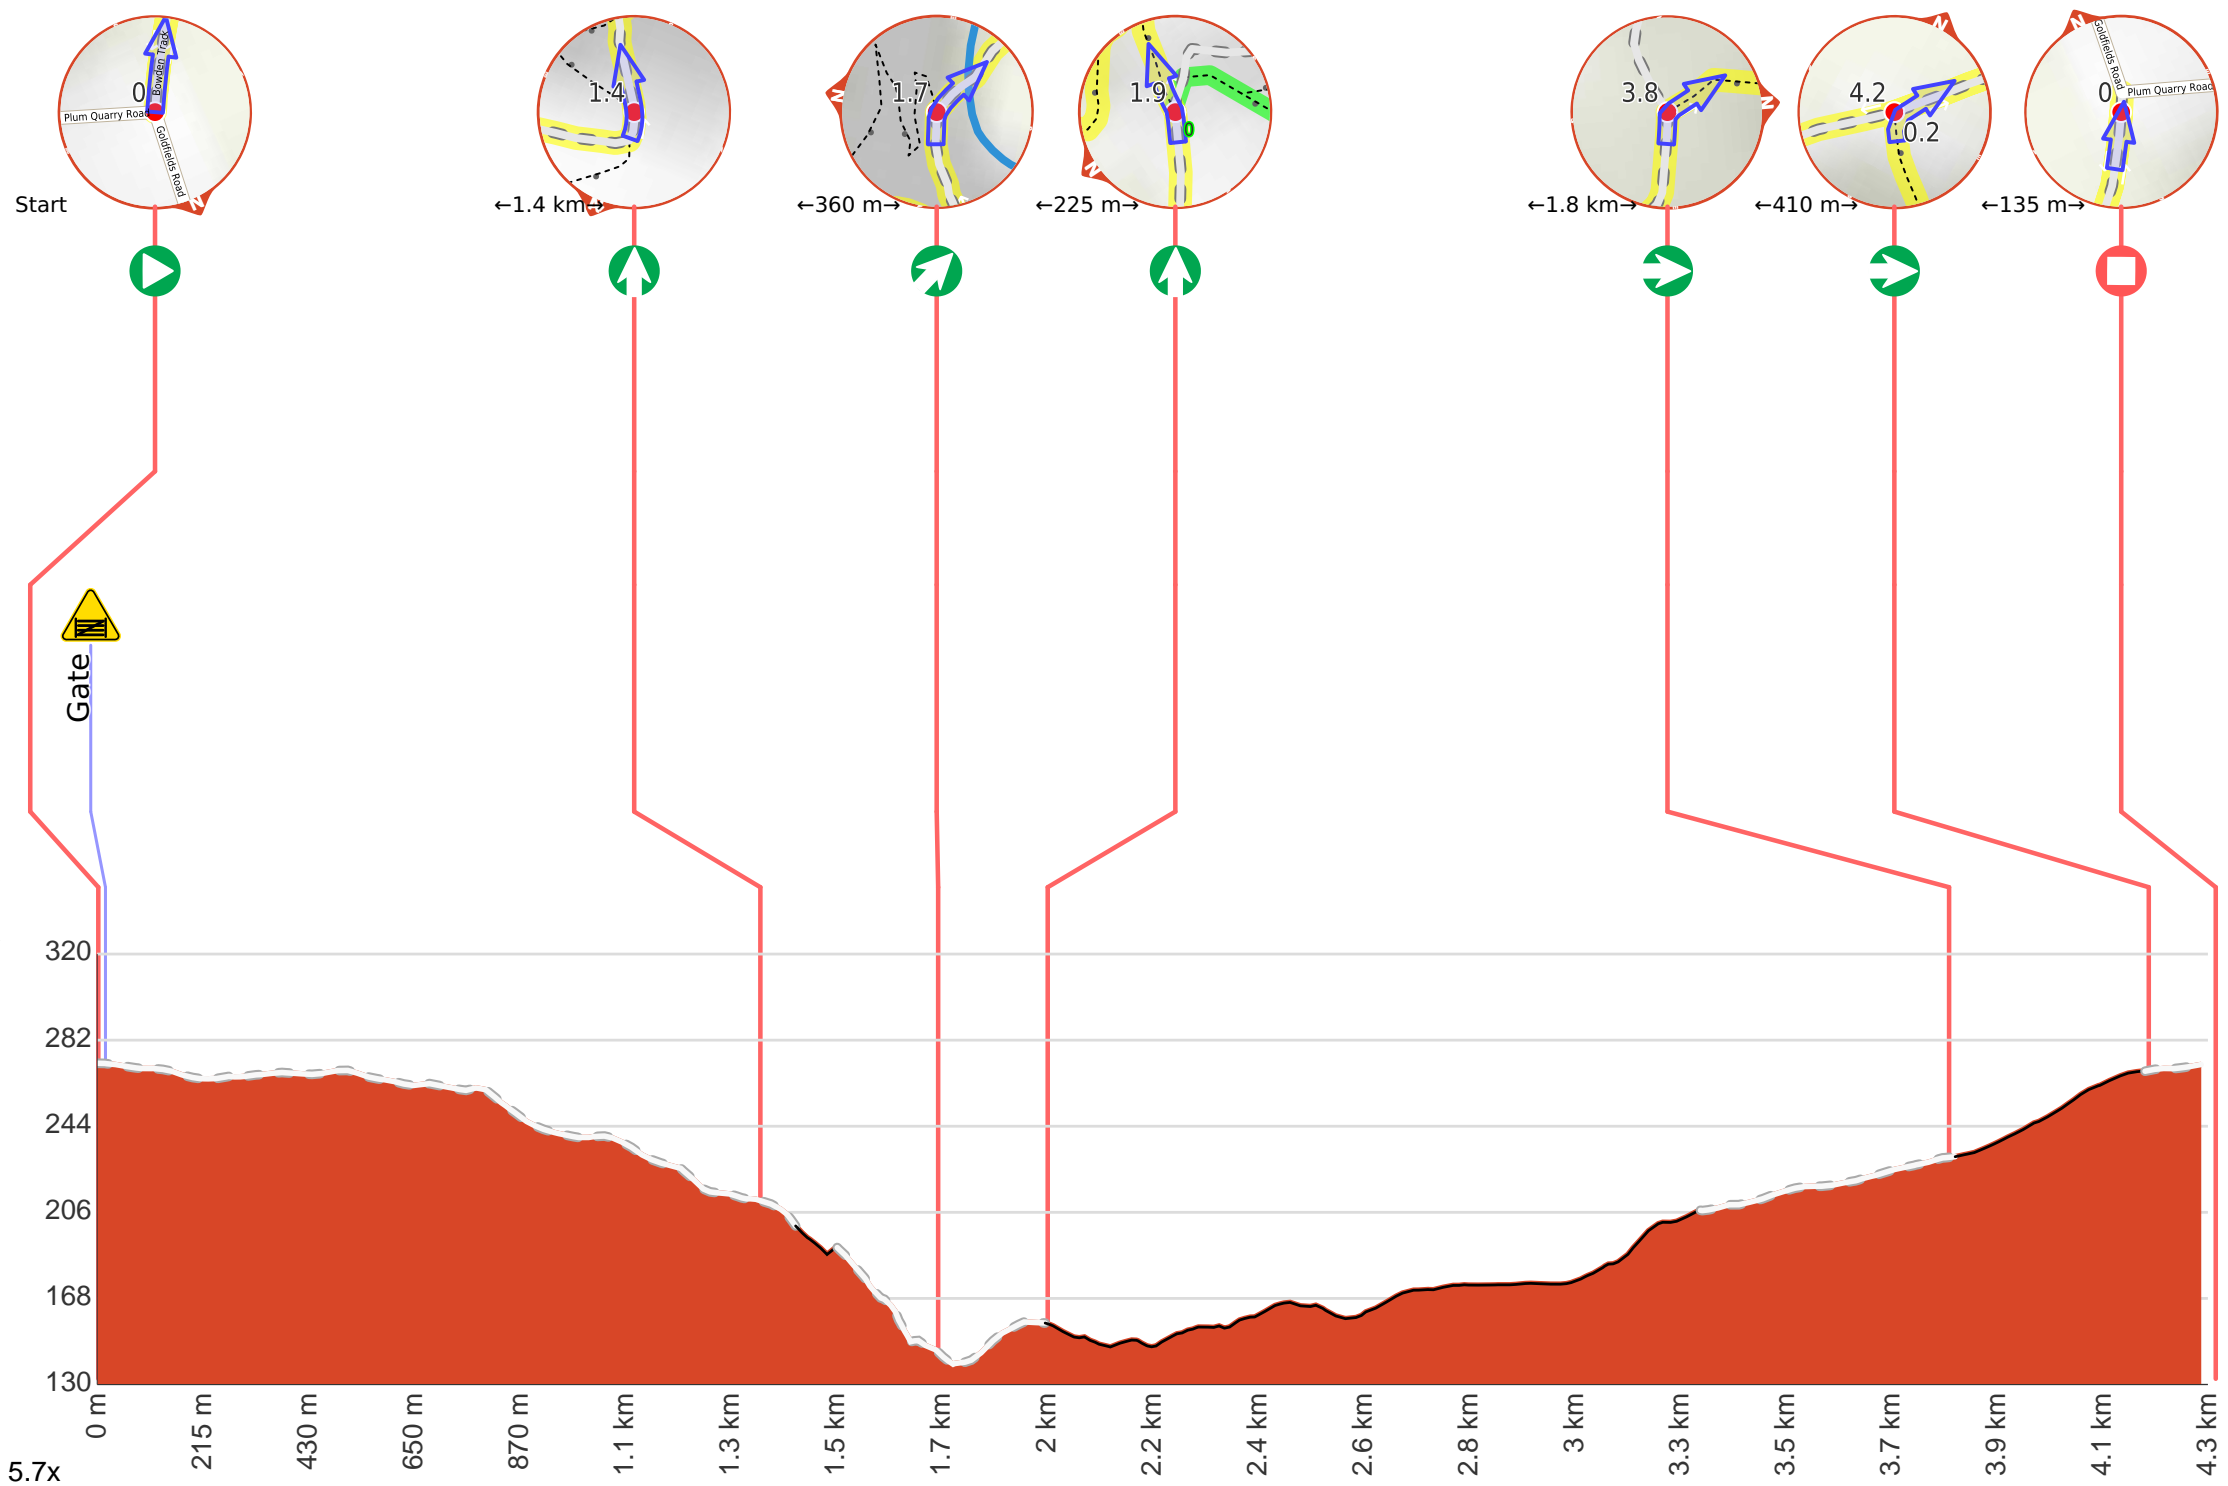 Bowden Track
0
Plum Quarry Road
Goldfields Road
N
Start
1.4
N
←1.4 km→
N
1.7
←360 m→
1.9
0
N
←225 m→
3.8
N
←1.8 km→
N
4.2
0.2
←410 m→
N
Goldfields Road
0
Plum Quarry Road
←135 m→
Gate
320
282
244
206
168
130
0 m
215 m
430 m
650 m
870 m
1.1 km
1.3 km
1.5 km
1.7 km
2 km
2.2 km
2.4 km
2.6 km
2.8 km
3 km
3.3 km
3.5 km
3.7 km
3.9 km
4.1 km
4.3 km
5.7x